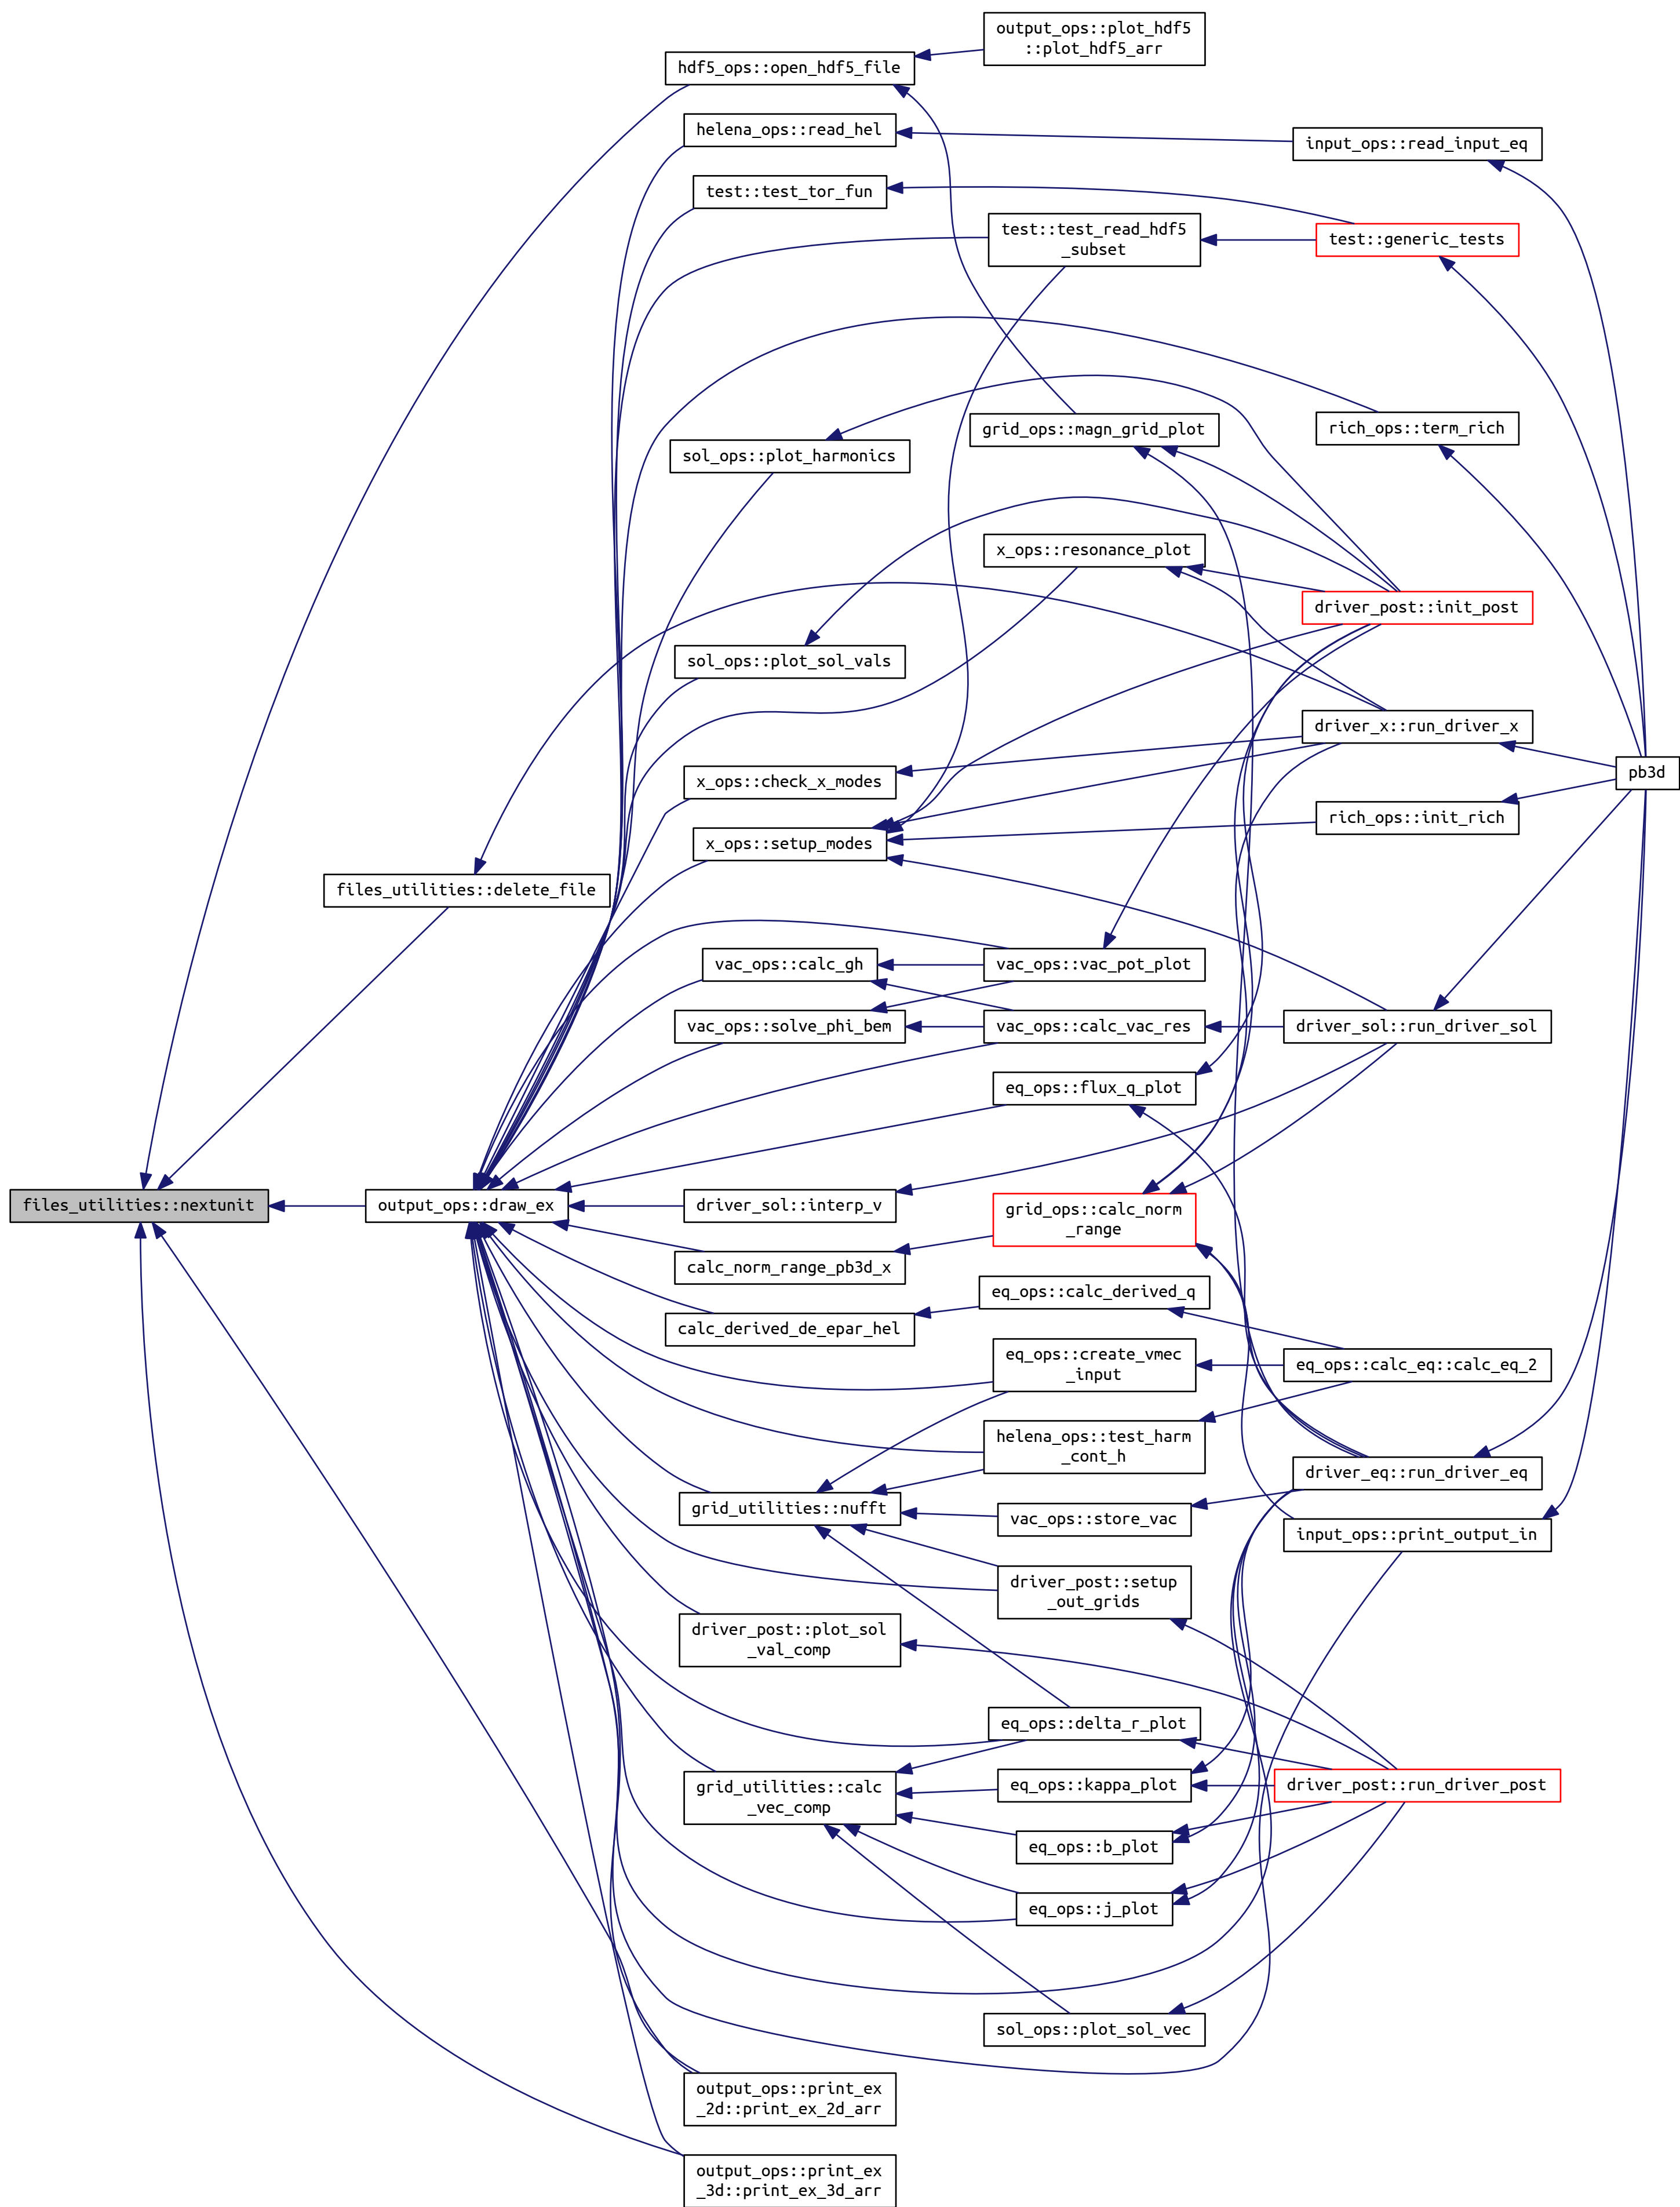 output_ops::plot_hdf5
::plot_hdf5_arr
hdf5_ops::open_hdf5_file
helena_ops::read_hel
input_ops::read_input_eq
test::test_tor_fun
test::test_read_hdf5
_subset
test::generic_tests
grid_ops::magn_grid_plot
rich_ops::term_rich
sol_ops::plot_harmonics
x_ops::resonance_plot
driver_post::init_post
sol_ops::plot_sol_vals
driver_x::run_driver_x
x_ops::check_x_modes
pb3d
rich_ops::init_rich
x_ops::setup_modes
files_utilities::delete_file
vac_ops::calc_gh
vac_ops::vac_pot_plot
vac_ops::solve_phi_bem
vac_ops::calc_vac_res
driver_sol::run_driver_sol
eq_ops::flux_q_plot
files_utilities::nextunit
output_ops::draw_ex
driver_sol::interp_v
grid_ops::calc_norm
_range
calc_norm_range_pb3d_x
eq_ops::calc_derived_q
calc_derived_de_epar_hel
eq_ops::create_vmec
_input
eq_ops::calc_eq::calc_eq_2
helena_ops::test_harm
_cont_h
driver_eq::run_driver_eq
grid_utilities::nufft
vac_ops::store_vac
input_ops::print_output_in
driver_post::setup
_out_grids
driver_post::plot_sol
_val_comp
eq_ops::delta_r_plot
grid_utilities::calc
_vec_comp
eq_ops::kappa_plot
driver_post::run_driver_post
eq_ops::b_plot
eq_ops::j_plot
sol_ops::plot_sol_vec
output_ops::print_ex
_2d::print_ex_2d_arr
output_ops::print_ex
_3d::print_ex_3d_arr